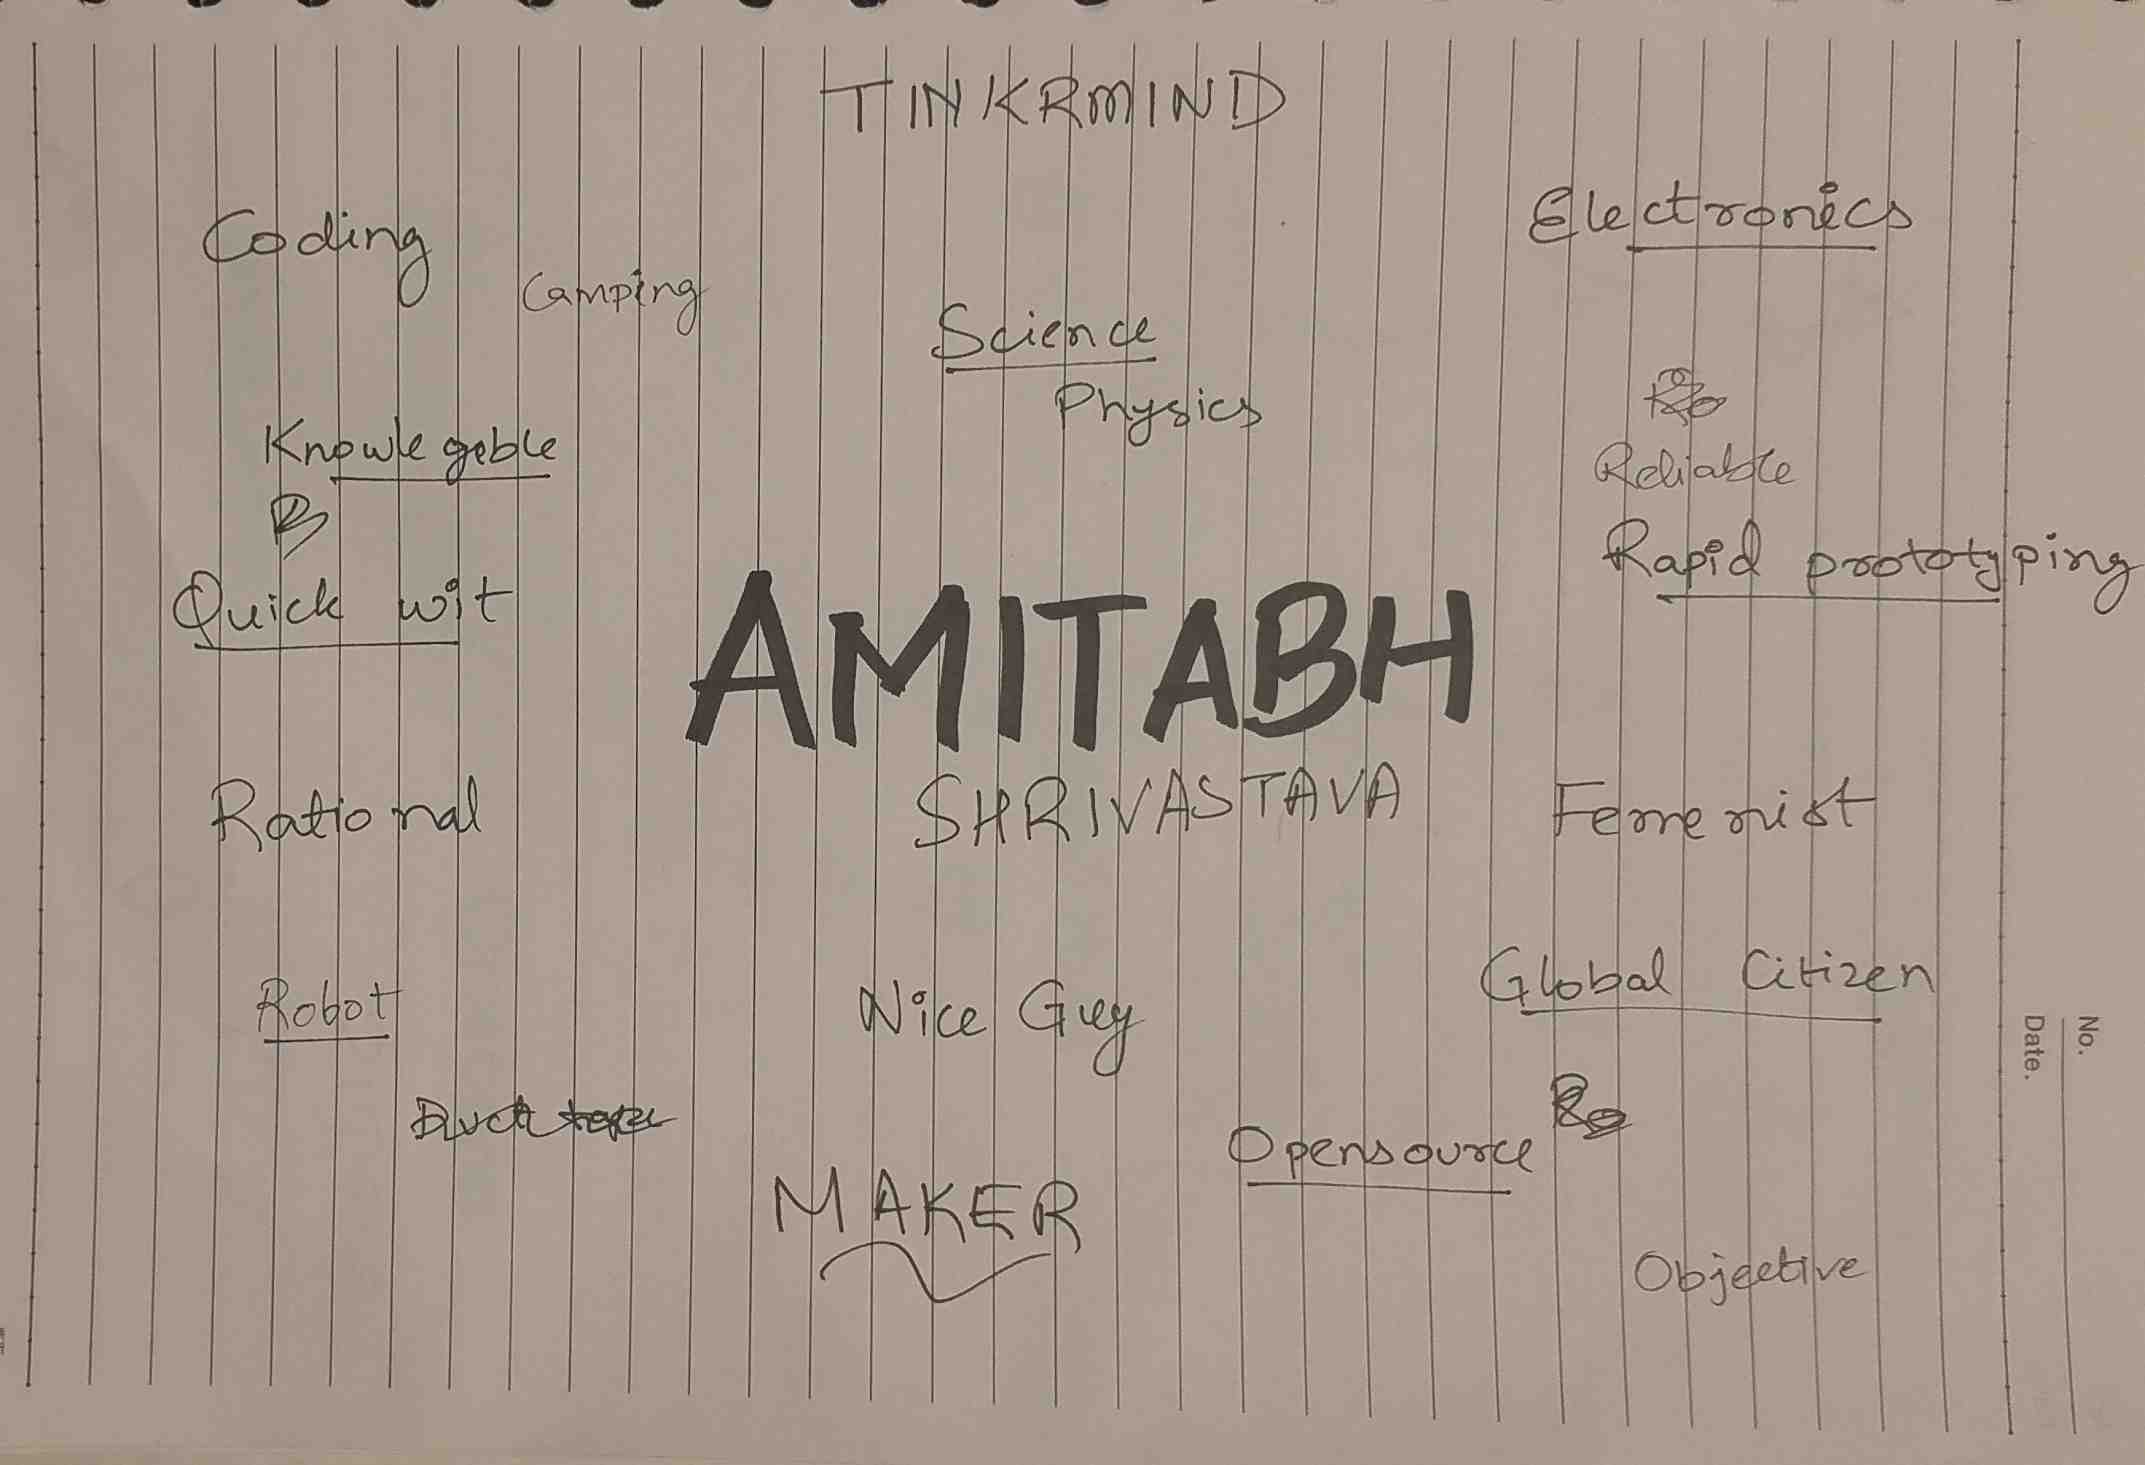 TINKRMIND
Coding
Electronics
Camping
Science
Physics
Knowlegeble
Reliable
Quick wit
Rapid prototyping
AMITABH
SHRIVASTAVA
Rational
Femenist
Robot
Nice Guy
Global Citizen
Duct tape
Opensource
MAKER
Objective
No.
Date.